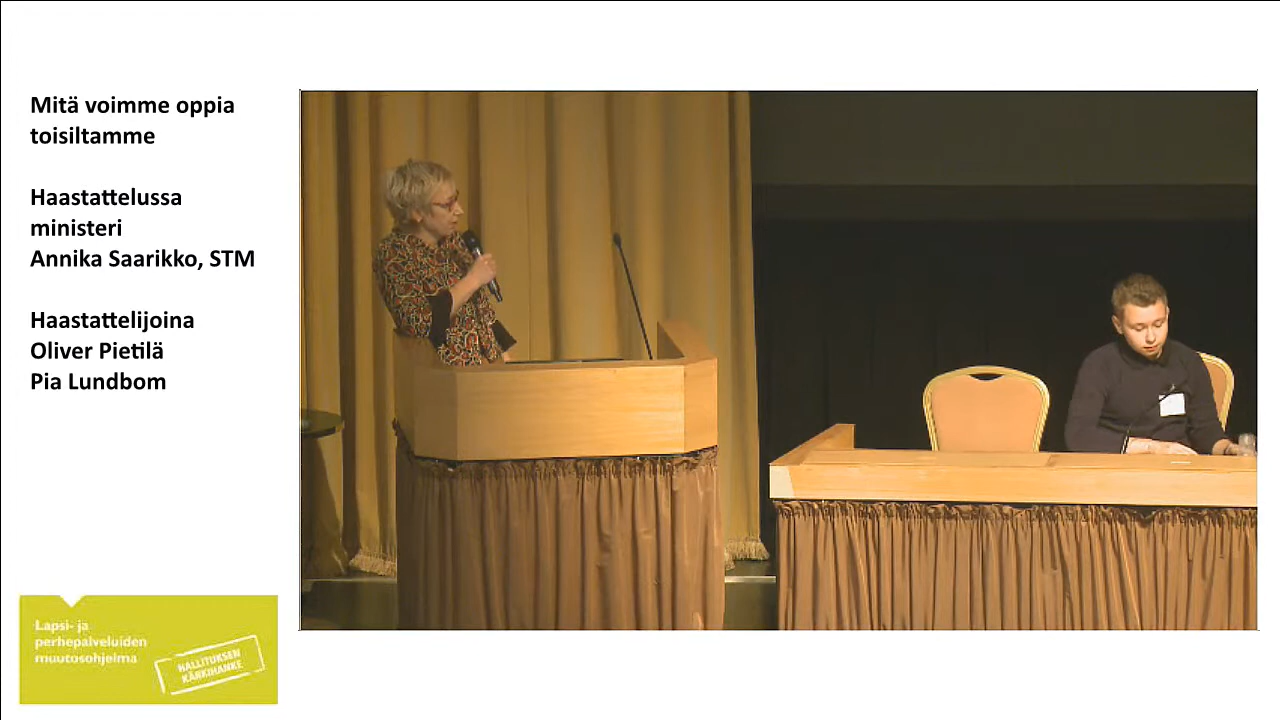 Mitä voimme oppia
toisiltamme
Haastattelussa
ministeri
Annika Saarikko, STM
Haastattelijoina
Oliver Pietilä
Pia Lundbom
Lapsi- ja
perhepalveluiden
muutosohjelma
HALLITUKSEN
KÄRKIHANKE